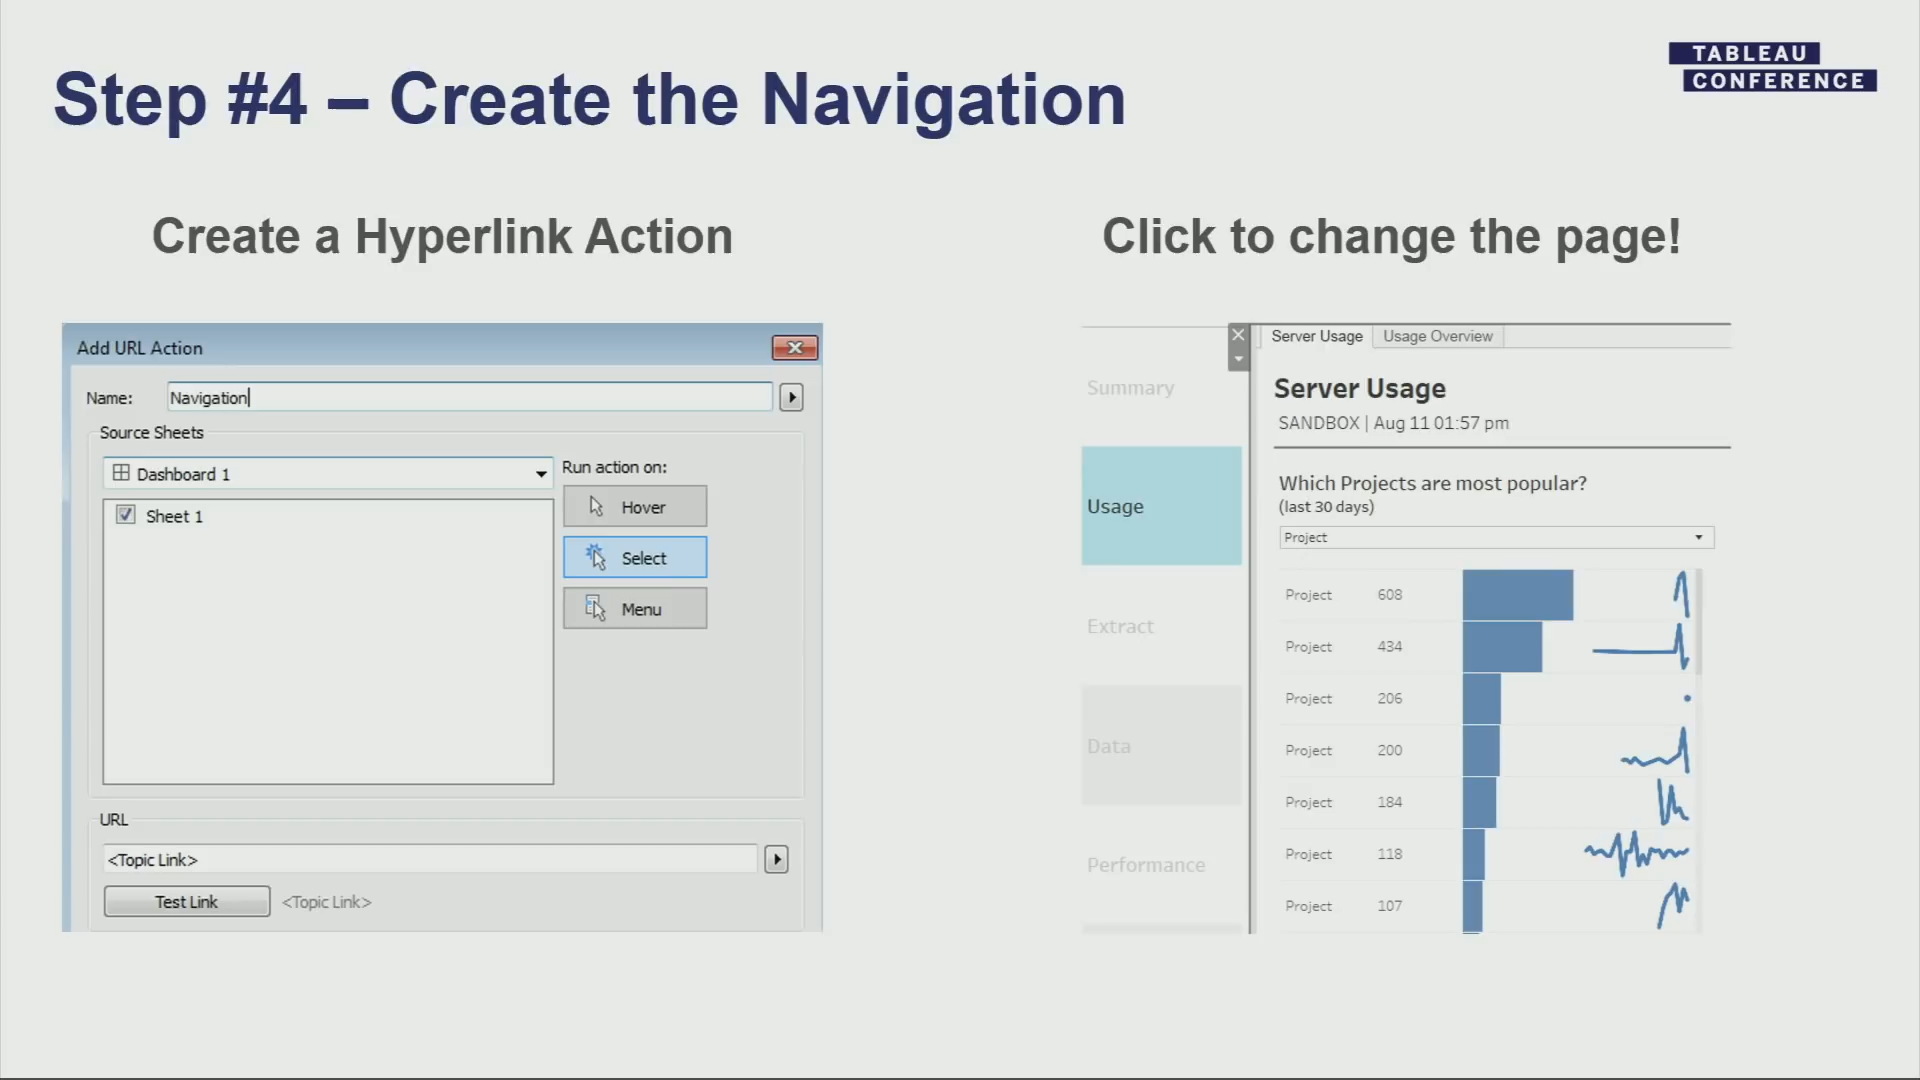 TABLEAU
CONFERENCE
Step #4 – Create the Navigation
Create a Hyperlink Action
Click to change the page!
Add URL Action
Name:
Navigation
Source Sheets
Dashboard 1
Sheet 1
Run action on:
Hover
Select
Menu
URL
<Topic Link>
Test Link
<Topic Link>
Summary
Usage
Extract
Data
Performance
Server Usage
Usage Overview
Server Usage
SANDBOX | Aug 11 01:57 pm
Which Projects are most popular?
(last 30 days)
Project
Project 608
Project 434
Project 206
Project 200
Project 184
Project 118
Project 107